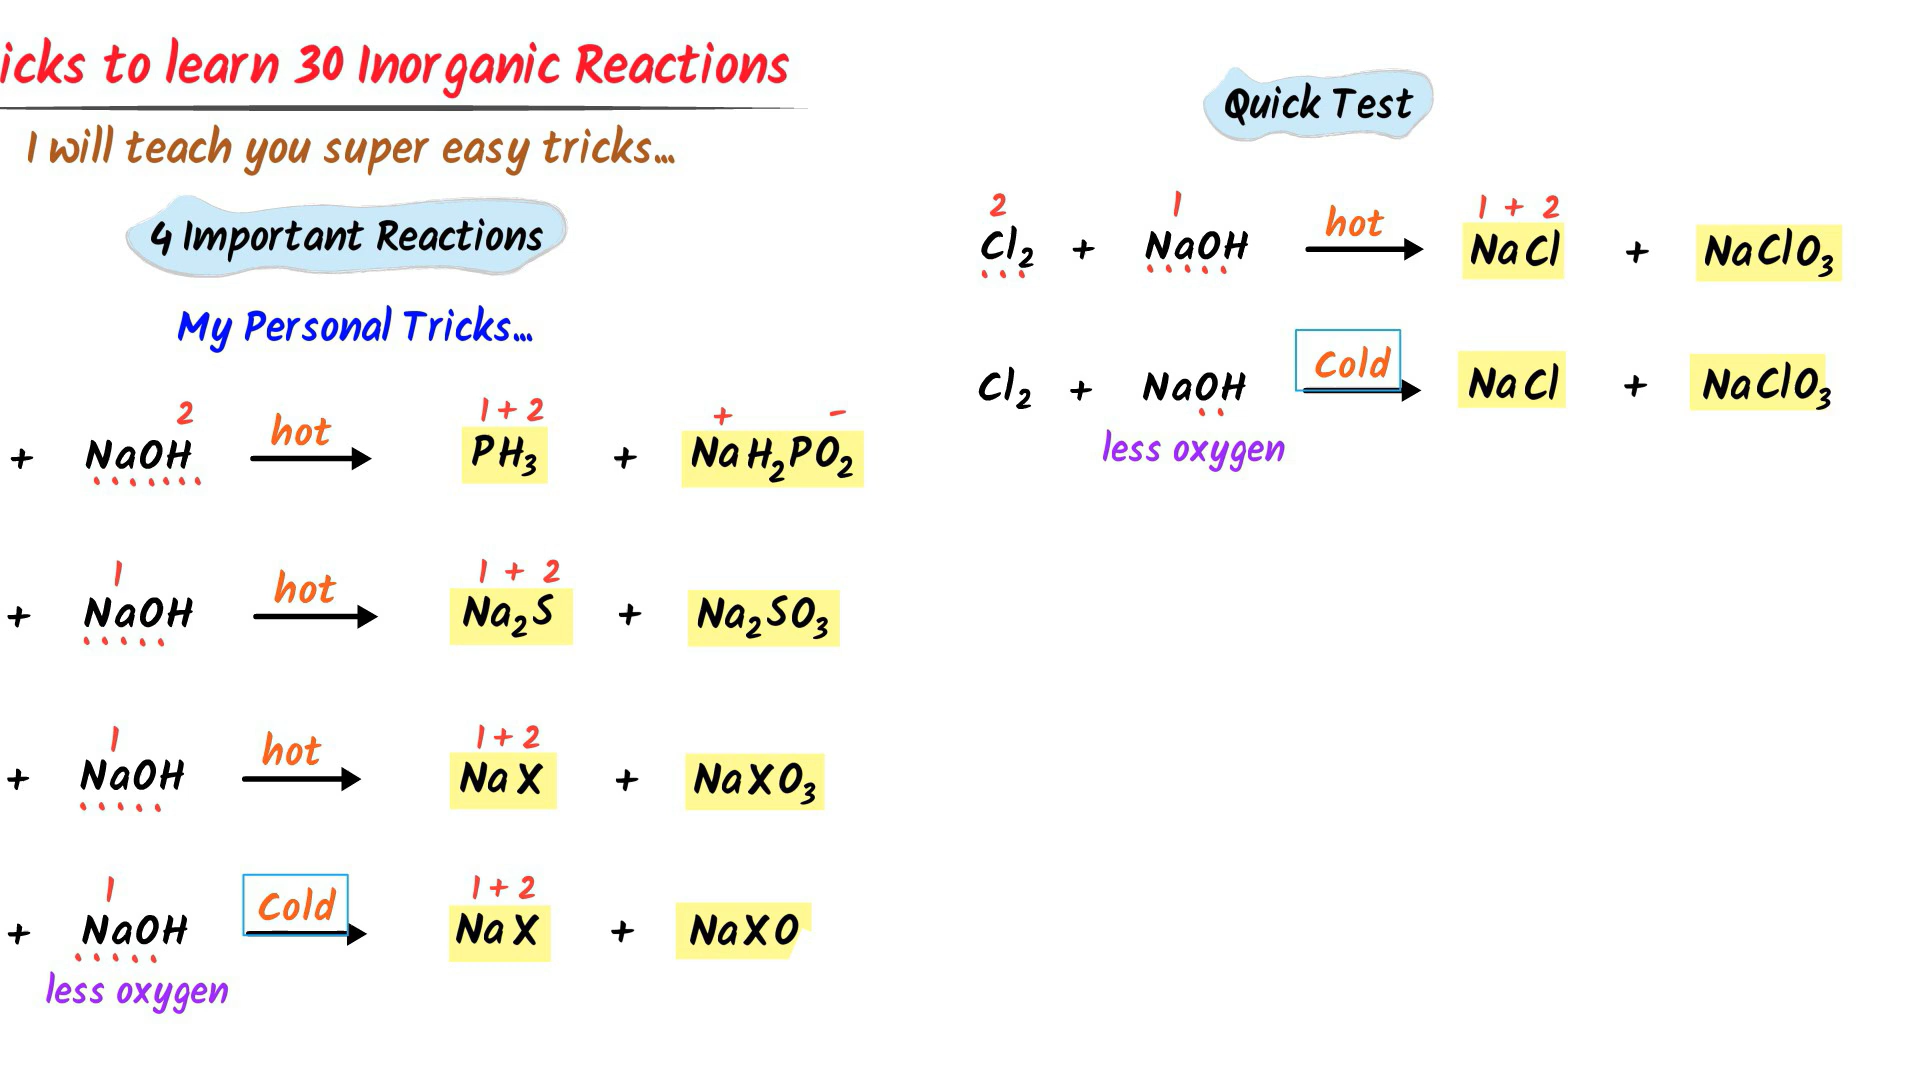 icks to learn 30 Inorganic Reactions
I will teach you super easy tricks...
4 Important Reactions
My Personal Tricks...
2 hot 1 + 2 + −
+ NaOH → PH₃ + NaH₂PO₂
1 hot 1 + 2
+ NaOH → Na₂S + Na₂SO₃
1 hot 1 + 2
+ NaOH → NaX + NaXO₃
1 Cold 1 + 2
+ NaOH → NaX + NaXO
less oxygen
Quick Test
2 1 hot 1 + 2
Cl₂ + NaOH → NaCl + NaClO₃
Cold
Cl₂ + NaOH → NaCl + NaClO₃
less oxygen